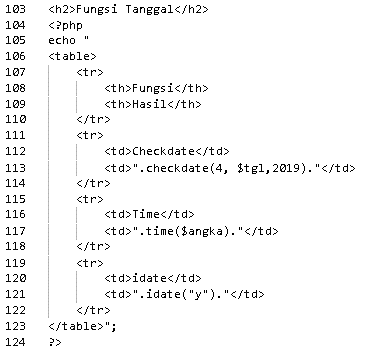 103 <h2>Fungsi Tanggal</h2>
104 <?php
105 echo "
106 <table>
107     <tr>
108         <th>Fungsi</th>
109         <th>Hasil</th>
110     </tr>
111     <tr>
112         <td>Checkdate</td>
113         <td>".checkdate(4, $tgl,2019)."</td>
114     </tr>
115     <tr>
116         <td>Time</td>
117         <td>".time($angka)."</td>
118     </tr>
119     <tr>
120         <td>idate</td>
121         <td>".idate("y")."</td>
122     </tr>
123 </table>";
124 ?>